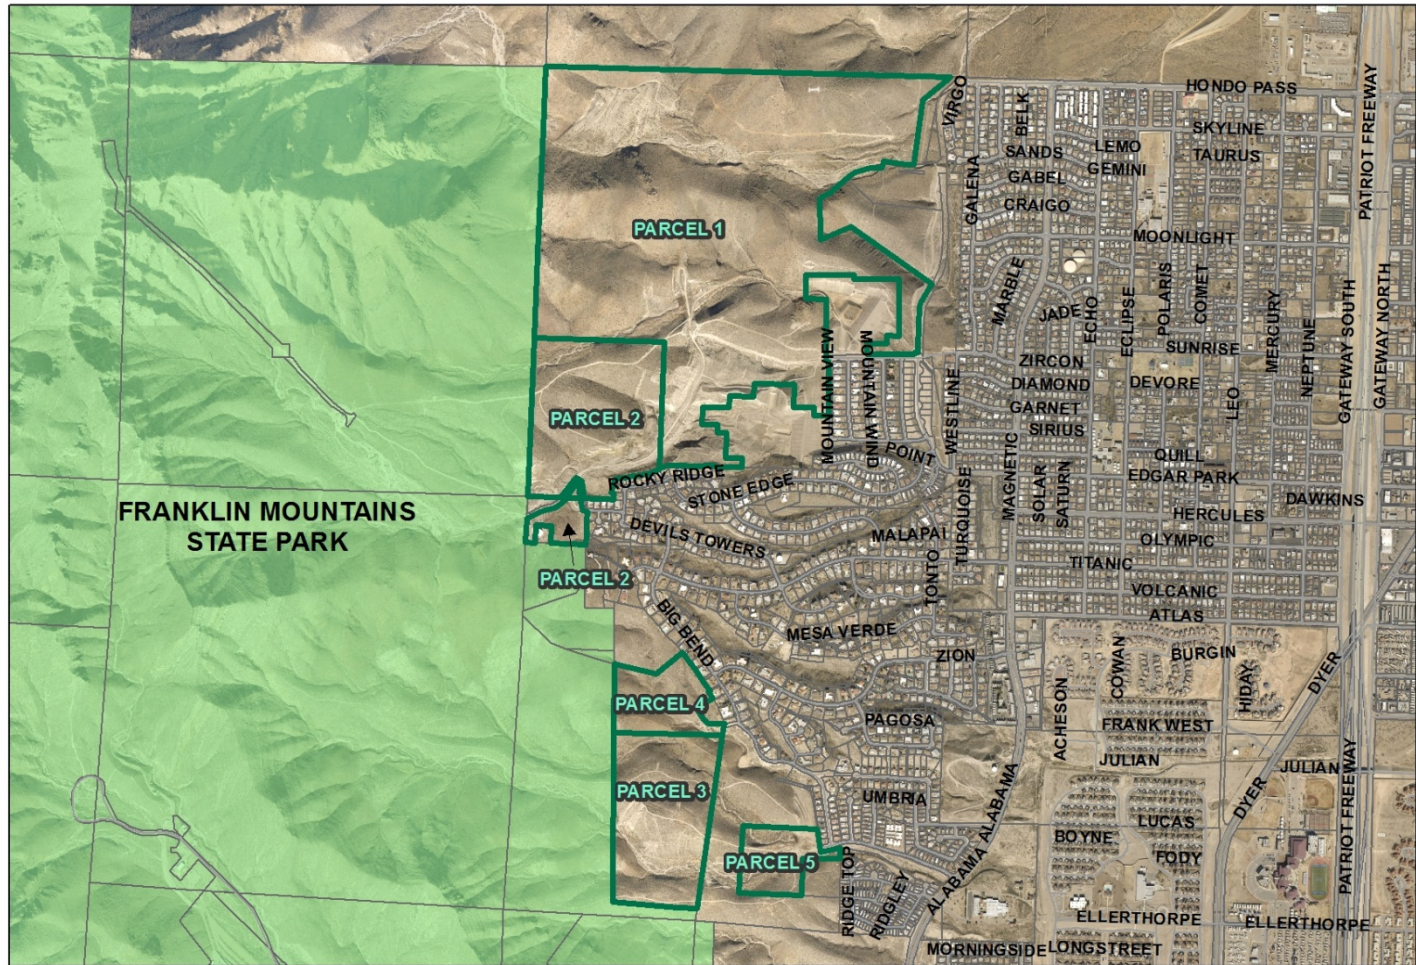 HONDO PASS
VIRGO
BELK
SKYLINE
LEMO
TAURUS
SANDS
GEMINI
GABEL
GALENA
CRAIGO
PATRIOT FREEWAY
PARCEL 1
MOONLIGHT
MARBLE
JADE
ECHO
ECLIPSE
POLARIS
COMET
MERCURY
NEPTUNE
GATEWAY SOUTH
GATEWAY NORTH
SUNRISE
ZIRCON
DIAMOND
DEVORE
LEO
GARNET
SIRIUS
MOUNTAIN VIEW
MOUNTAIN WIND
WESTLINE
PARCEL 2
POINT
QUILL
EDGAR PARK
ROCKY RIDGE
STONE EDGE
MAGNETIC
SOLAR
SATURN
DAWKINS
HERCULES
FRANKLIN MOUNTAINS
STATE PARK
DEVILS TOWERS
MALAPAI
TURQUOISE
OLYMPIC
TITANIC
PARCEL 2
TONTO
VOLCANIC
ATLAS
BIG BEND
MESA VERDE
ZION
BURGIN
COWAN
HIDAY
DYER
ACHESON
PARCEL 4
PAGOSA
FRANK WEST
JULIAN
JULIAN
PARCEL 3
UMBRIA
ALABAMA
DYER
LUCAS
BOYNE
FODY
PATRIOT FREEWAY
PARCEL 5
RIDGE TOP
RIDGLEY
ALABAMA
ELLERTHORPE
ELLERTHORPE
MORNINGSIDE
LONGSTREET